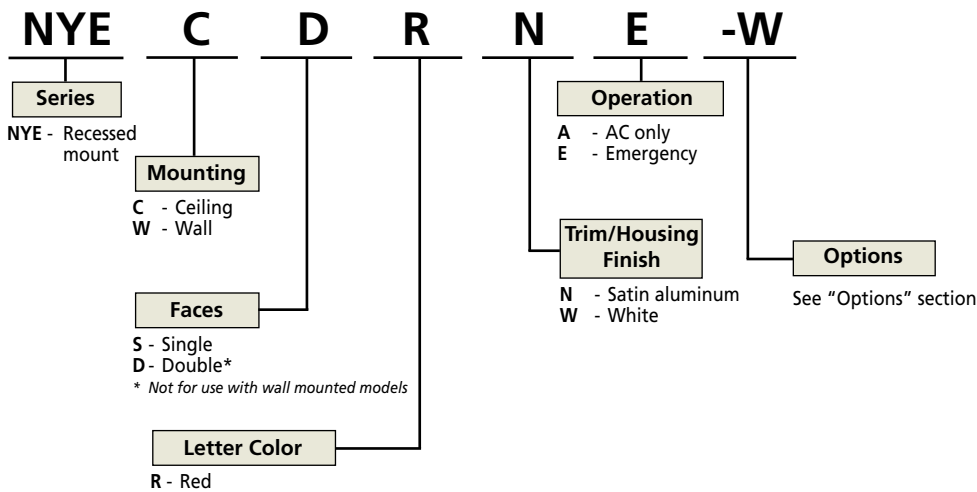 NYE C D R N E -W
Series
NYE - Recessed
mount
Mounting
C - Ceiling
W - Wall
Faces
S - Single
D - Double*
* Not for use with wall mounted models
Letter Color
R - Red
Operation
A - AC only
E - Emergency
Trim/Housing
Finish
N - Satin aluminum
W - White
Options
See "Options" section